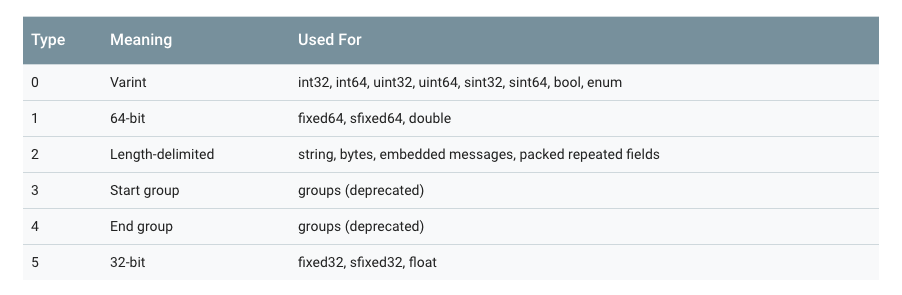 Type Meaning Used For
0 Varint int32, int64, uint32, uint64, sint32, sint64, bool, enum
1 64-bit fixed64, sfixed64, double
2 Length-delimited string, bytes, embedded messages, packed repeated fields
3 Start group groups (deprecated)
4 End group groups (deprecated)
5 32-bit fixed32, sfixed32, float